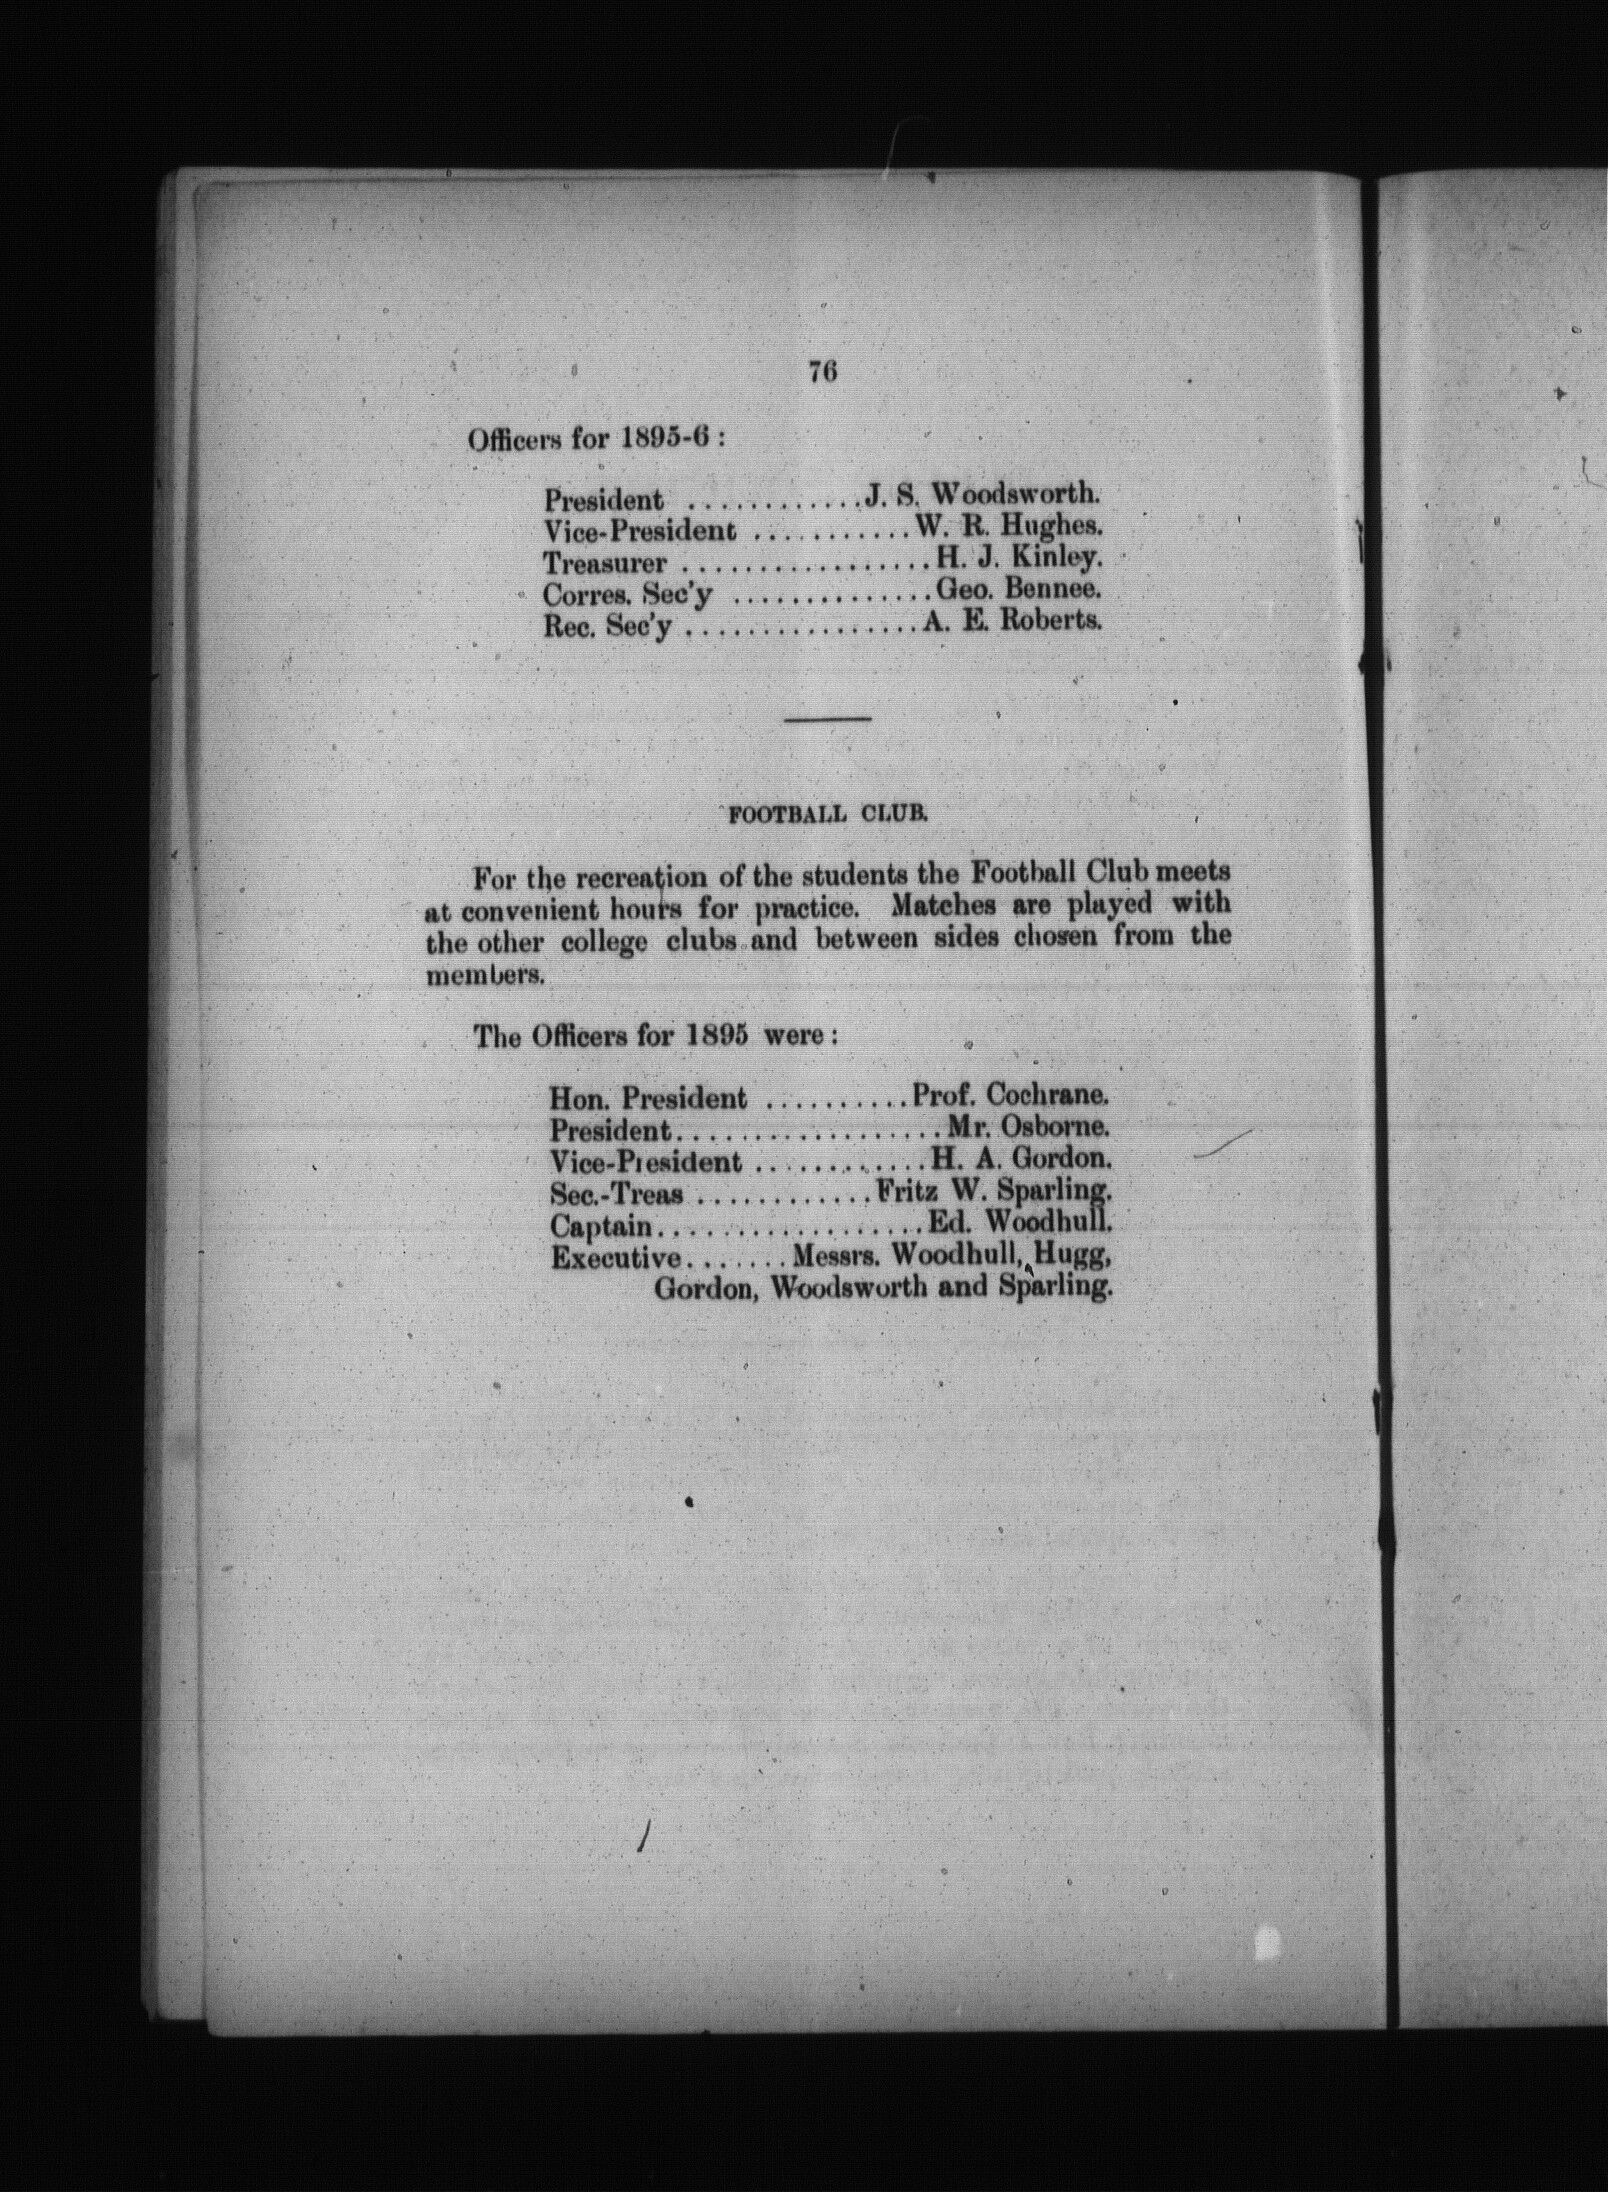 76
Officers for 1895-6 :
President ............J. S. Woodsworth.
Vice-President ...........W. R. Hughes.
Treasurer .................H. J. Kinley.
Corres. Sec'y ..............Geo. Bennee.
Rec. Sec'y ................A. E. Roberts.
FOOTBALL CLUB.
For the recreation of the students the Football Club meets
at convenient hours for practice. Matches are played with
the other college clubs and between sides chosen from the
members.
The Officers for 1895 were :
Hon. President ..........Prof. Cochrane.
President..................Mr. Osborne.
Vice-President ............H. A. Gordon.
Sec.-Treas ............Fritz W. Sparling.
Captain..................Ed. Woodhull.
Executive.......Messrs. Woodhull, Hugg,
Gordon, Woodsworth and Sparling.